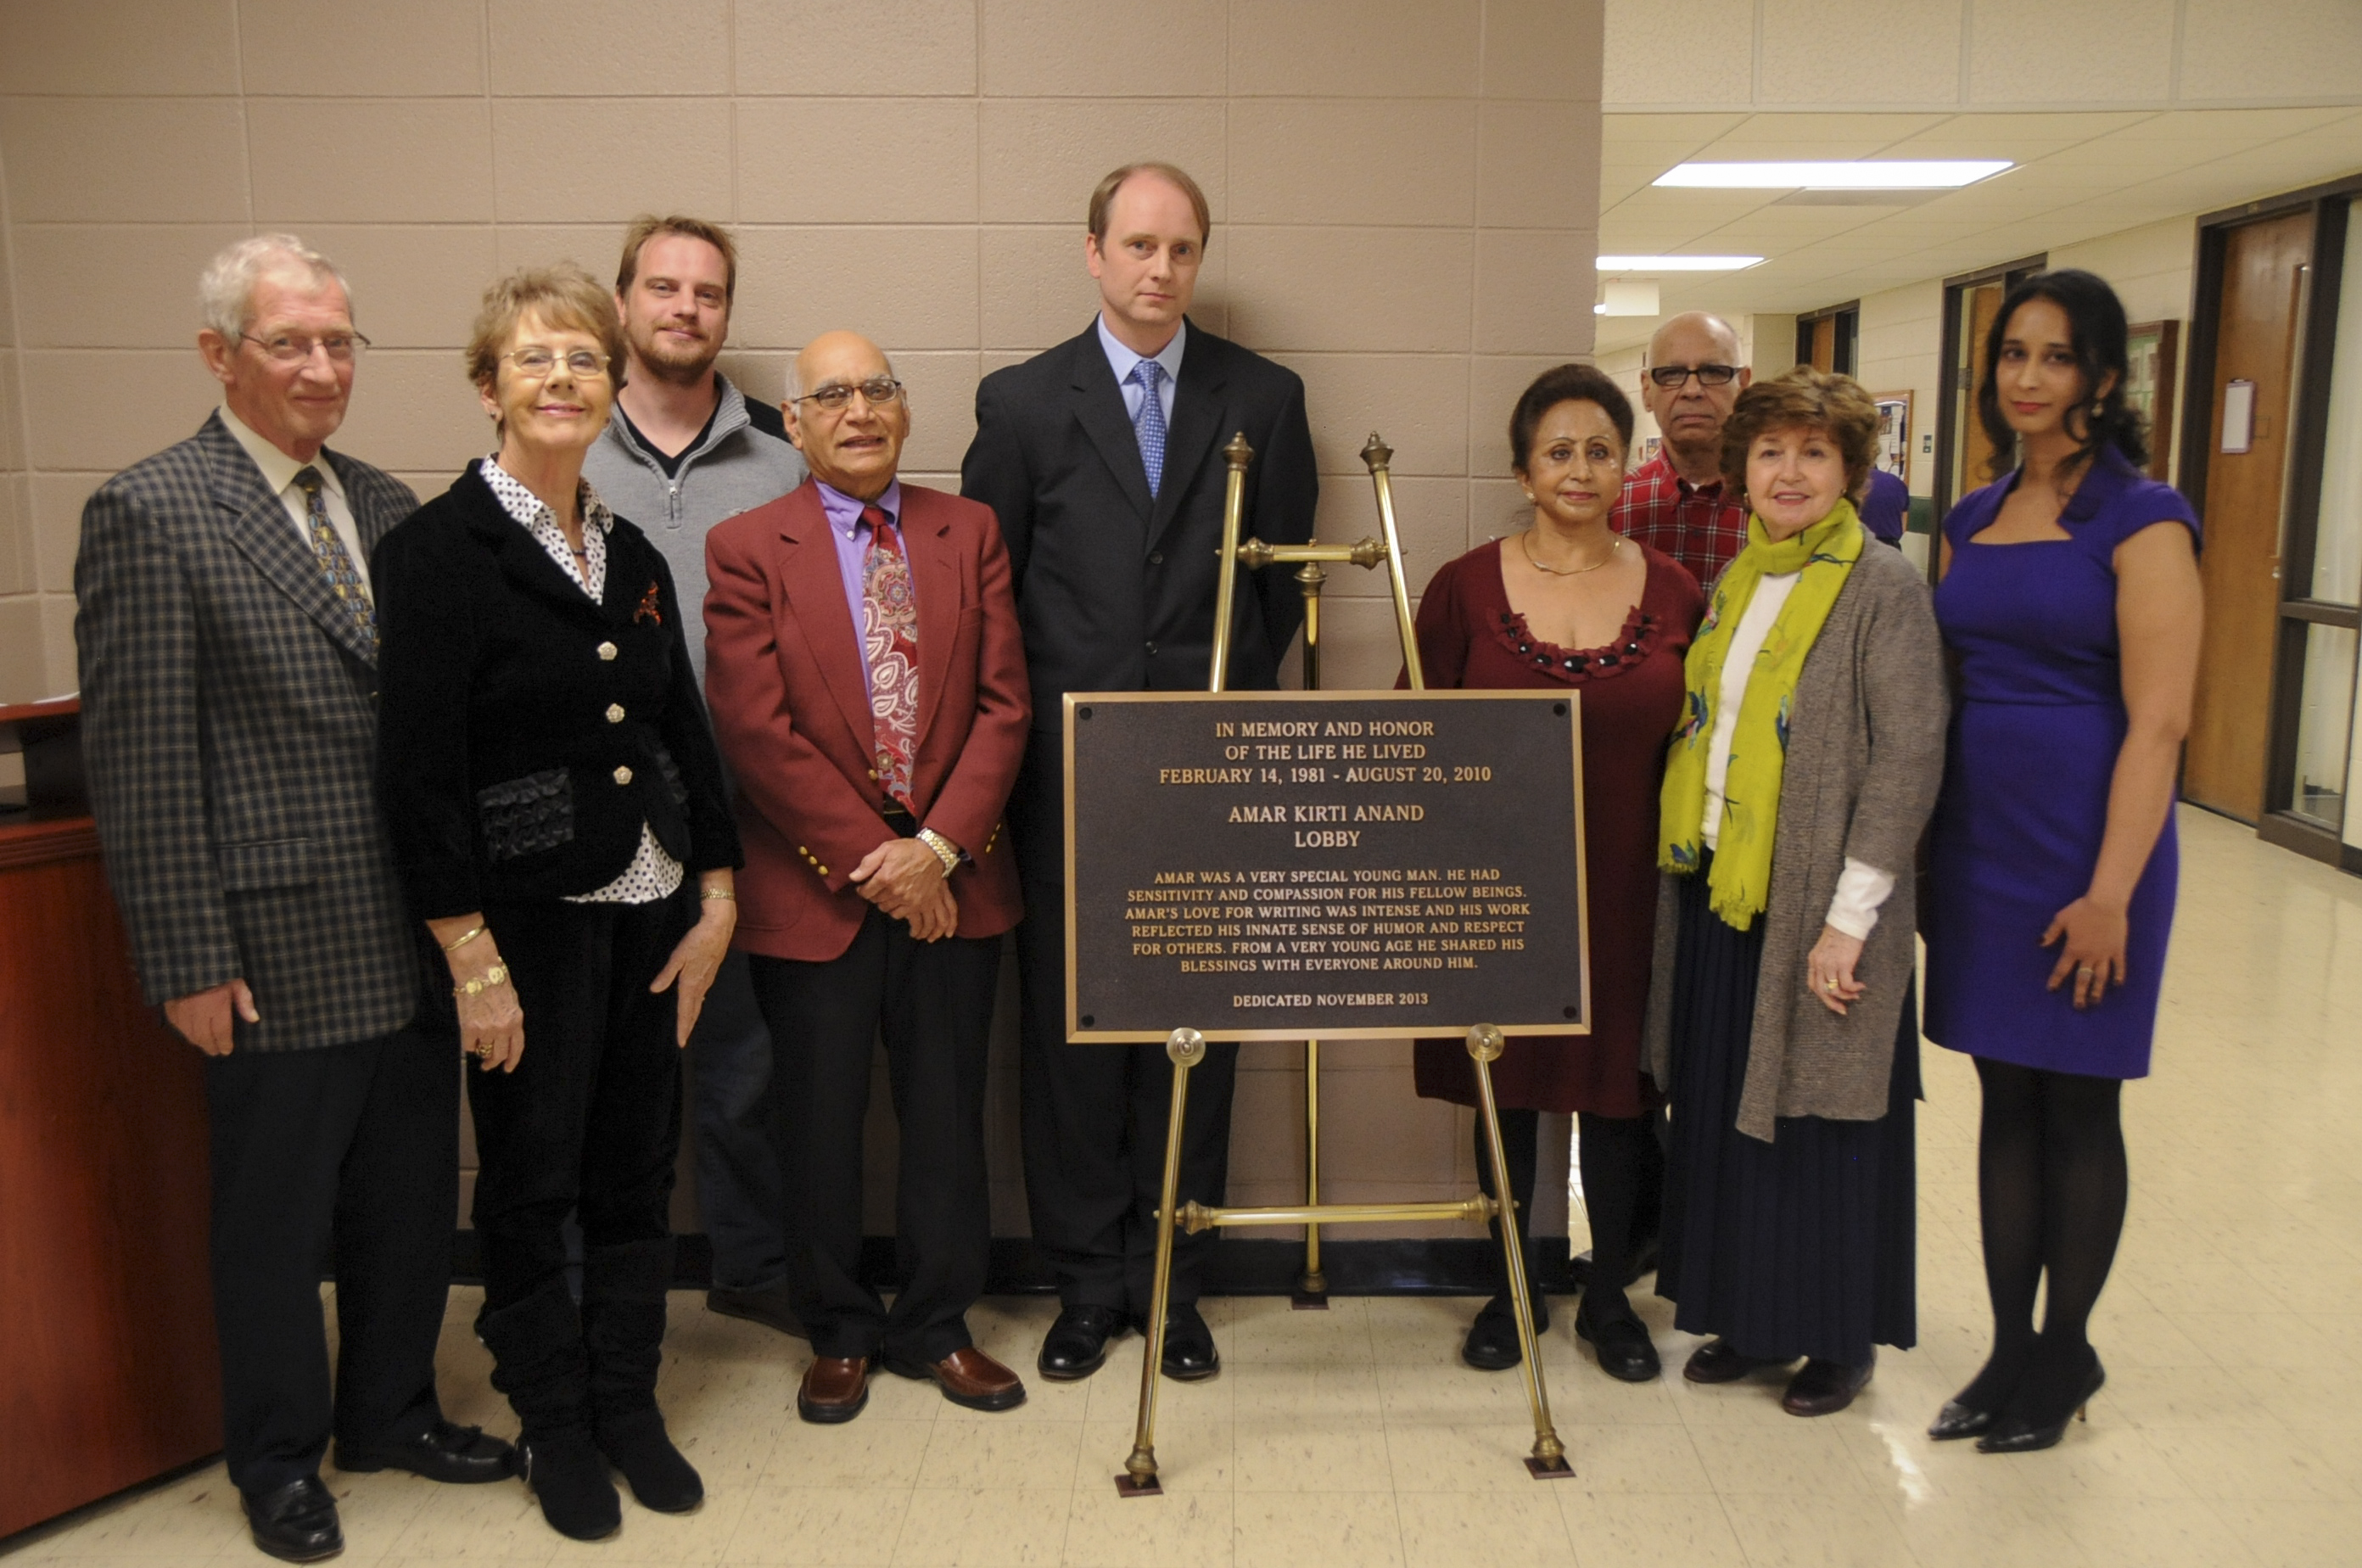 IN MEMORY AND HONOR
OF THE LIFE HE LIVED
FEBRUARY 14, 1981 - AUGUST 20, 2010
AMAR KIRTI ANAND
LOBBY
AMAR WAS A VERY SPECIAL YOUNG MAN. HE HAD
SENSITIVITY AND COMPASSION FOR HIS FELLOW BEINGS.
AMAR'S LOVE FOR WRITING WAS INTENSE AND HIS WORK
REFLECTED HIS INNATE SENSE OF HUMOR AND RESPECT
FOR OTHERS. FROM A VERY YOUNG AGE HE SHARED HIS
BLESSINGS WITH EVERYONE AROUND HIM.
DEDICATED NOVEMBER 2013